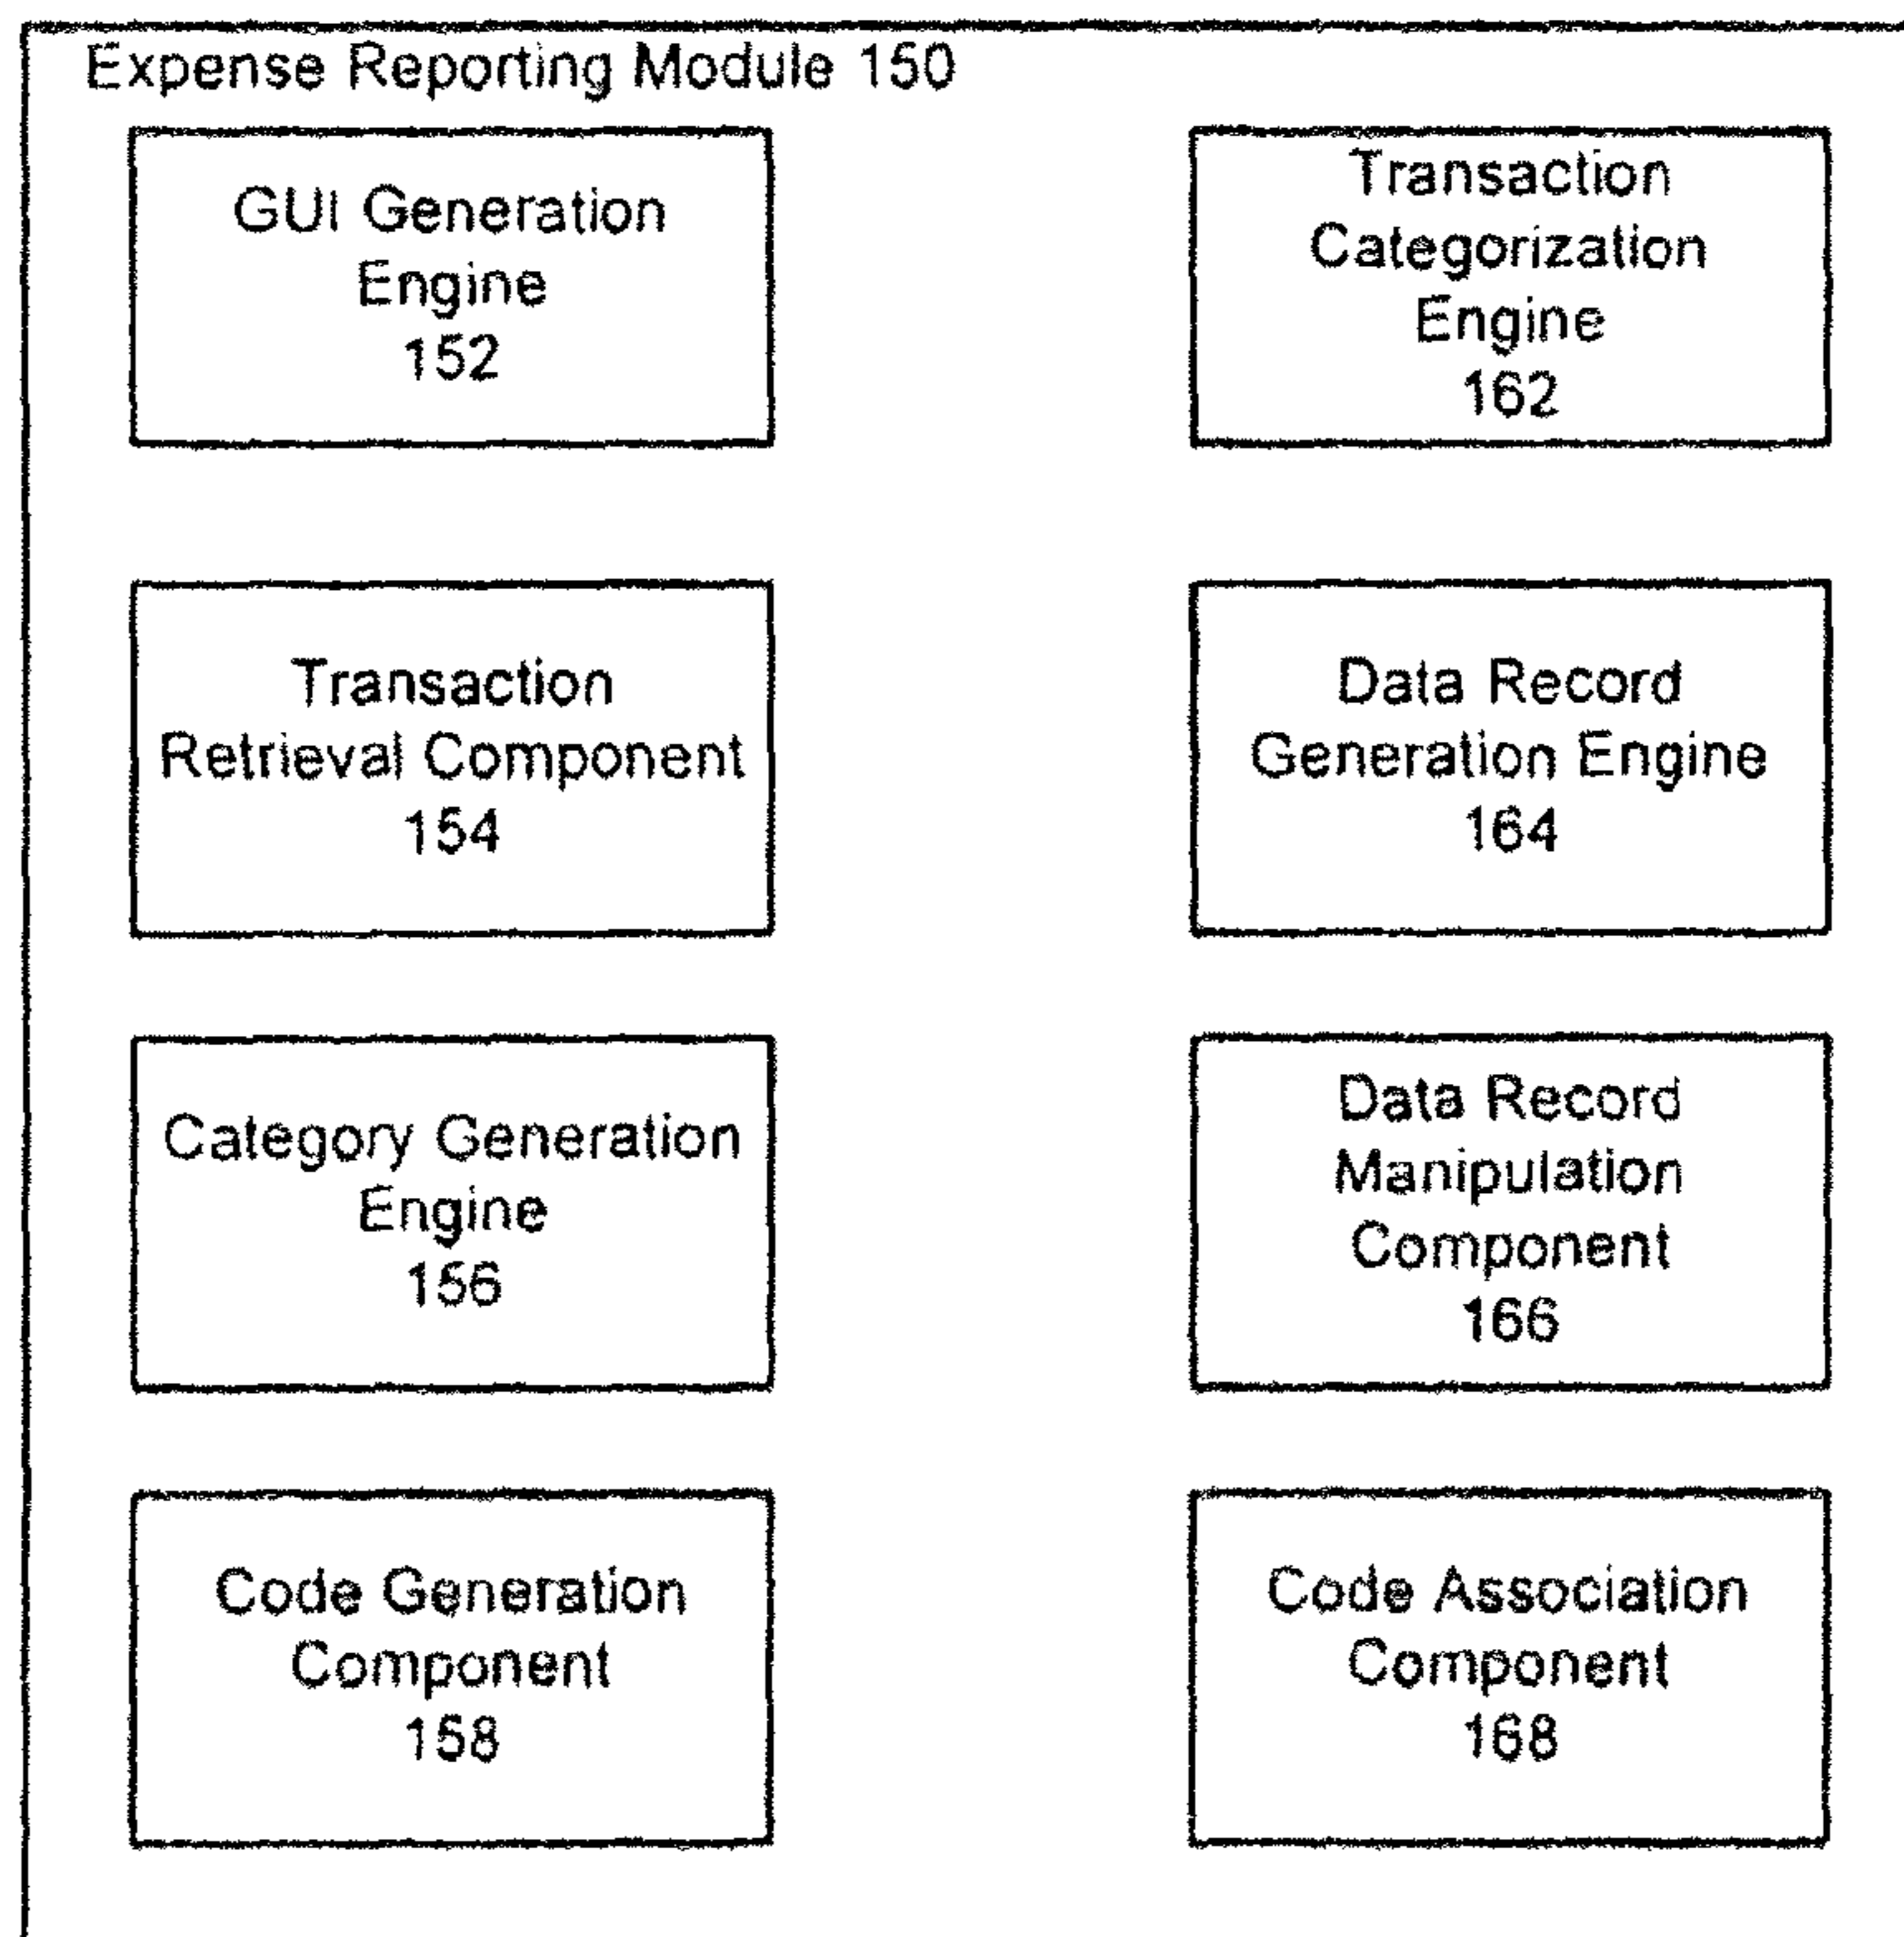 Expense Reporting Module 150
GUI Generation
Engine
152
Transaction
Categorization
Engine
162
Transaction
Retrieval Component
154
Data Record
Generation Engine
164
Category Generation
Engine
156
Data Record
Manipulation
Component
166
Code Generation
Component
158
Code Association
Component
168